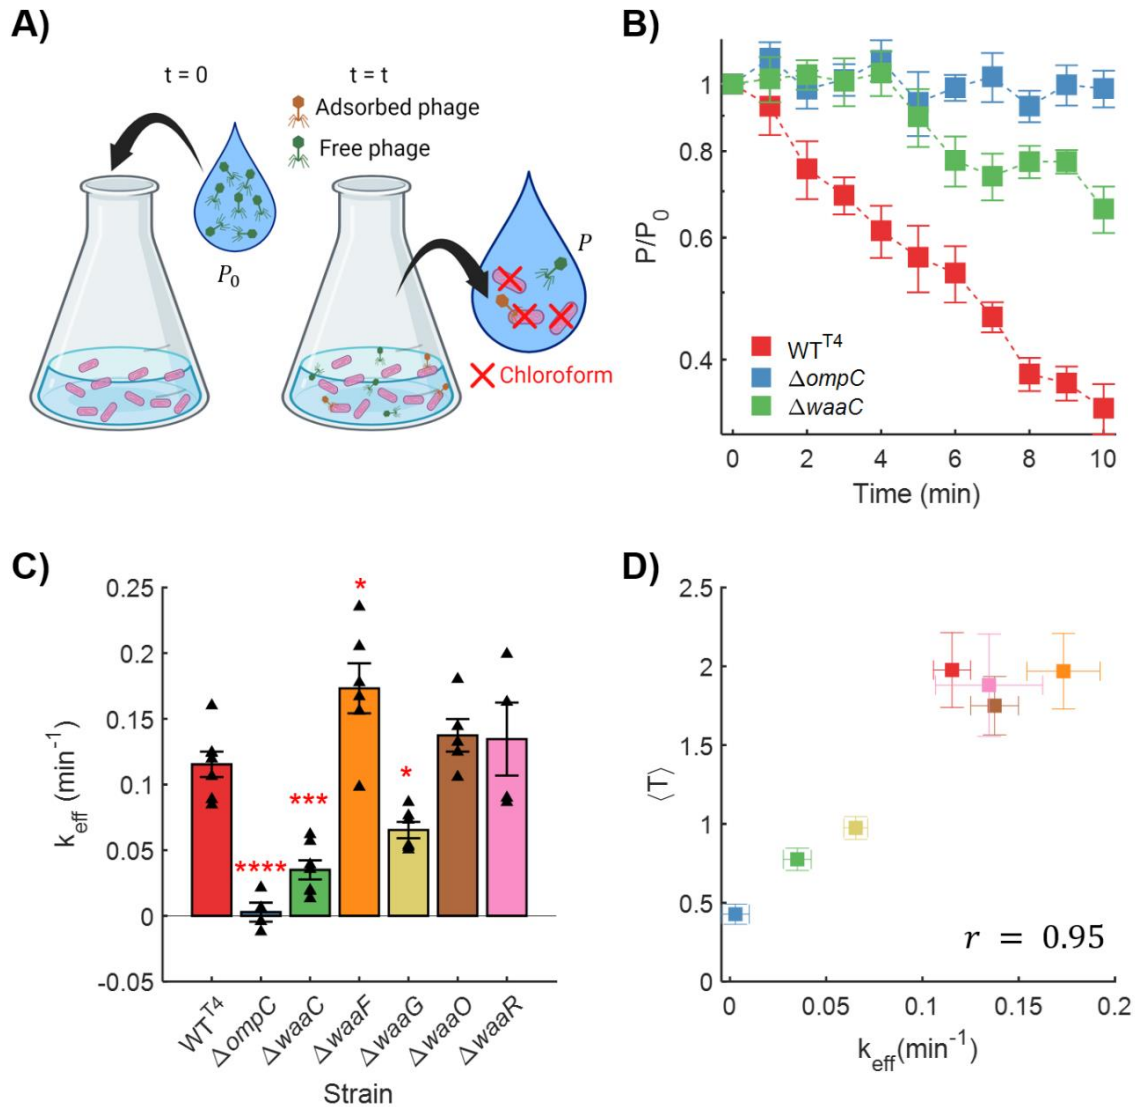 A)
t = 0
t = t
Adsorbed phage
Free phage
P₀
P
Chloroform
B)
1
0.8
0.6
0.4
P/P₀
WTᵀ⁴
ΔompC
ΔwaaC
0 2 4 6 8 10
Time (min)
C)
0.25
0.2
0.15
0.1
0.05
0
-0.05
k_eff (min⁻¹)
*
***
****
*
WTᵀ⁴
ΔompC
ΔwaaC
ΔwaaF
ΔwaaG
ΔwaaO
ΔwaaR
Strain
D)
2.5
2
1.5
1
0.5
0
⟨T⟩
r = 0.95
0 0.05 0.1 0.15 0.2
k_eff(min⁻¹)